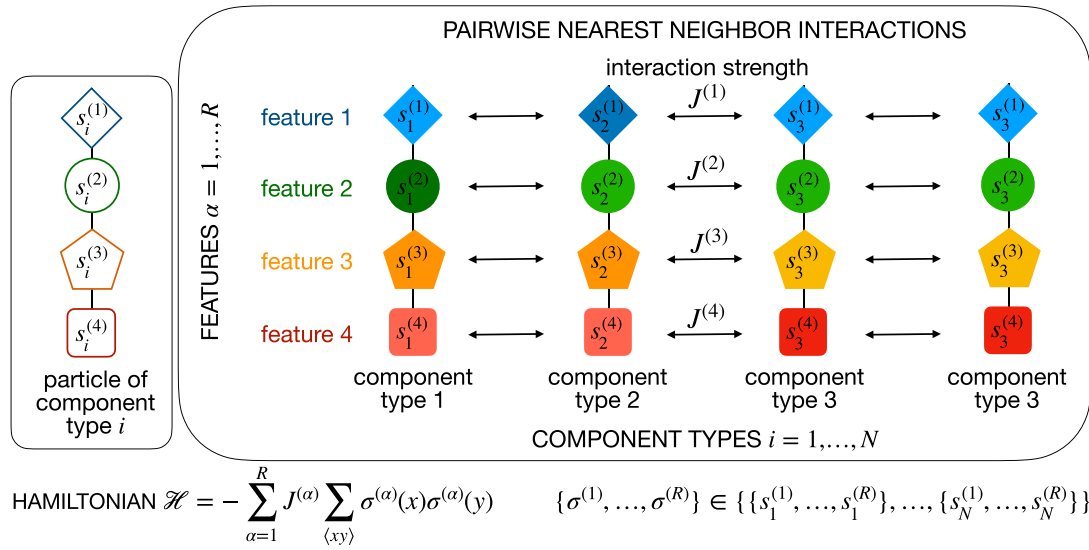 PAIRWISE NEAREST NEIGHBOR INTERACTIONS
interaction strength
FEATURES α = 1,…,R
s_i^{(1)}
s_i^{(2)}
s_i^{(3)}
s_i^{(4)}
particle of
component
type i
feature 1 s_1^{(1)} s_2^{(1)} J^{(1)} s_3^{(1)} s_3^{(1)}
feature 2 s_1^{(2)} s_2^{(2)} J^{(2)} s_3^{(2)} s_3^{(2)}
feature 3 s_1^{(3)} s_2^{(3)} J^{(3)} s_3^{(3)} s_3^{(3)}
feature 4 s_1^{(4)} s_2^{(4)} J^{(4)} s_3^{(4)} s_3^{(4)}
component component component component
type 1 type 2 type 3 type 3
COMPONENT TYPES i = 1,…,N
HAMILTONIAN ℋ = − ∑_{α=1}^{R} J^{(α)} ∑_{⟨xy⟩} σ^{(α)}(x)σ^{(α)}(y) {σ^{(1)}, …, σ^{(R)}} ∈ {{s_1^{(1)}, …, s_1^{(R)}}, …, {s_N^{(1)}, …, s_N^{(R)}}}